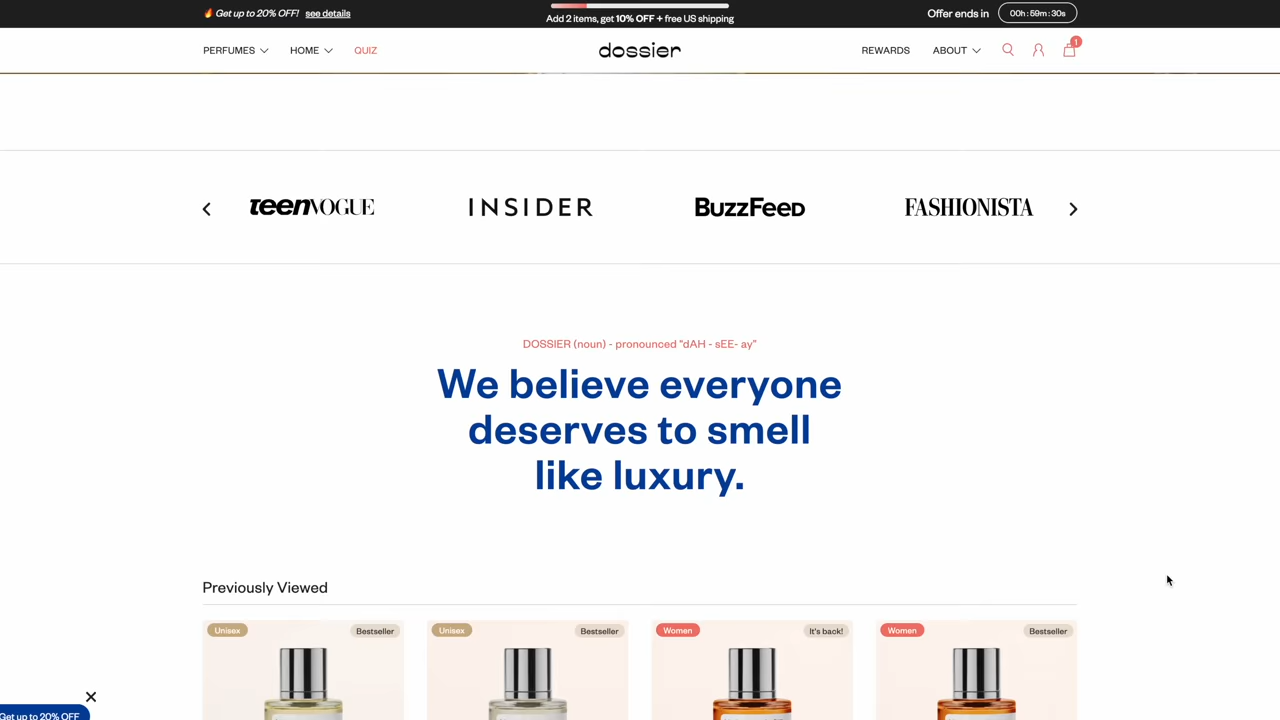 🔥 Get up to 20% OFF! see details
Add 2 items, get 10% OFF + free US shipping
Offer ends in 00h : 59m : 30s
PERFUMES HOME QUIZ
dossier
REWARDS ABOUT
1
teenVOGUE
INSIDER
BuzzFeed
FASHIONISTA
DOSSIER (noun) - pronounced "dAH - sEE- ay"
We believe everyone
deserves to smell
like luxury.
Previously Viewed
Unisex Bestseller
Unisex Bestseller
Women It's back!
Women Bestseller
Get up to 20% OFF